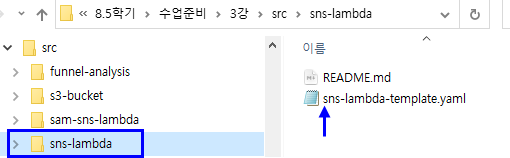 « 8.5학기 > 수업준비 > 3강 > src > sns-lambda
src
funnel-analysis
s3-bucket
sam-sns-lambda
sns-lambda
이름
README.md
sns-lambda-template.yaml